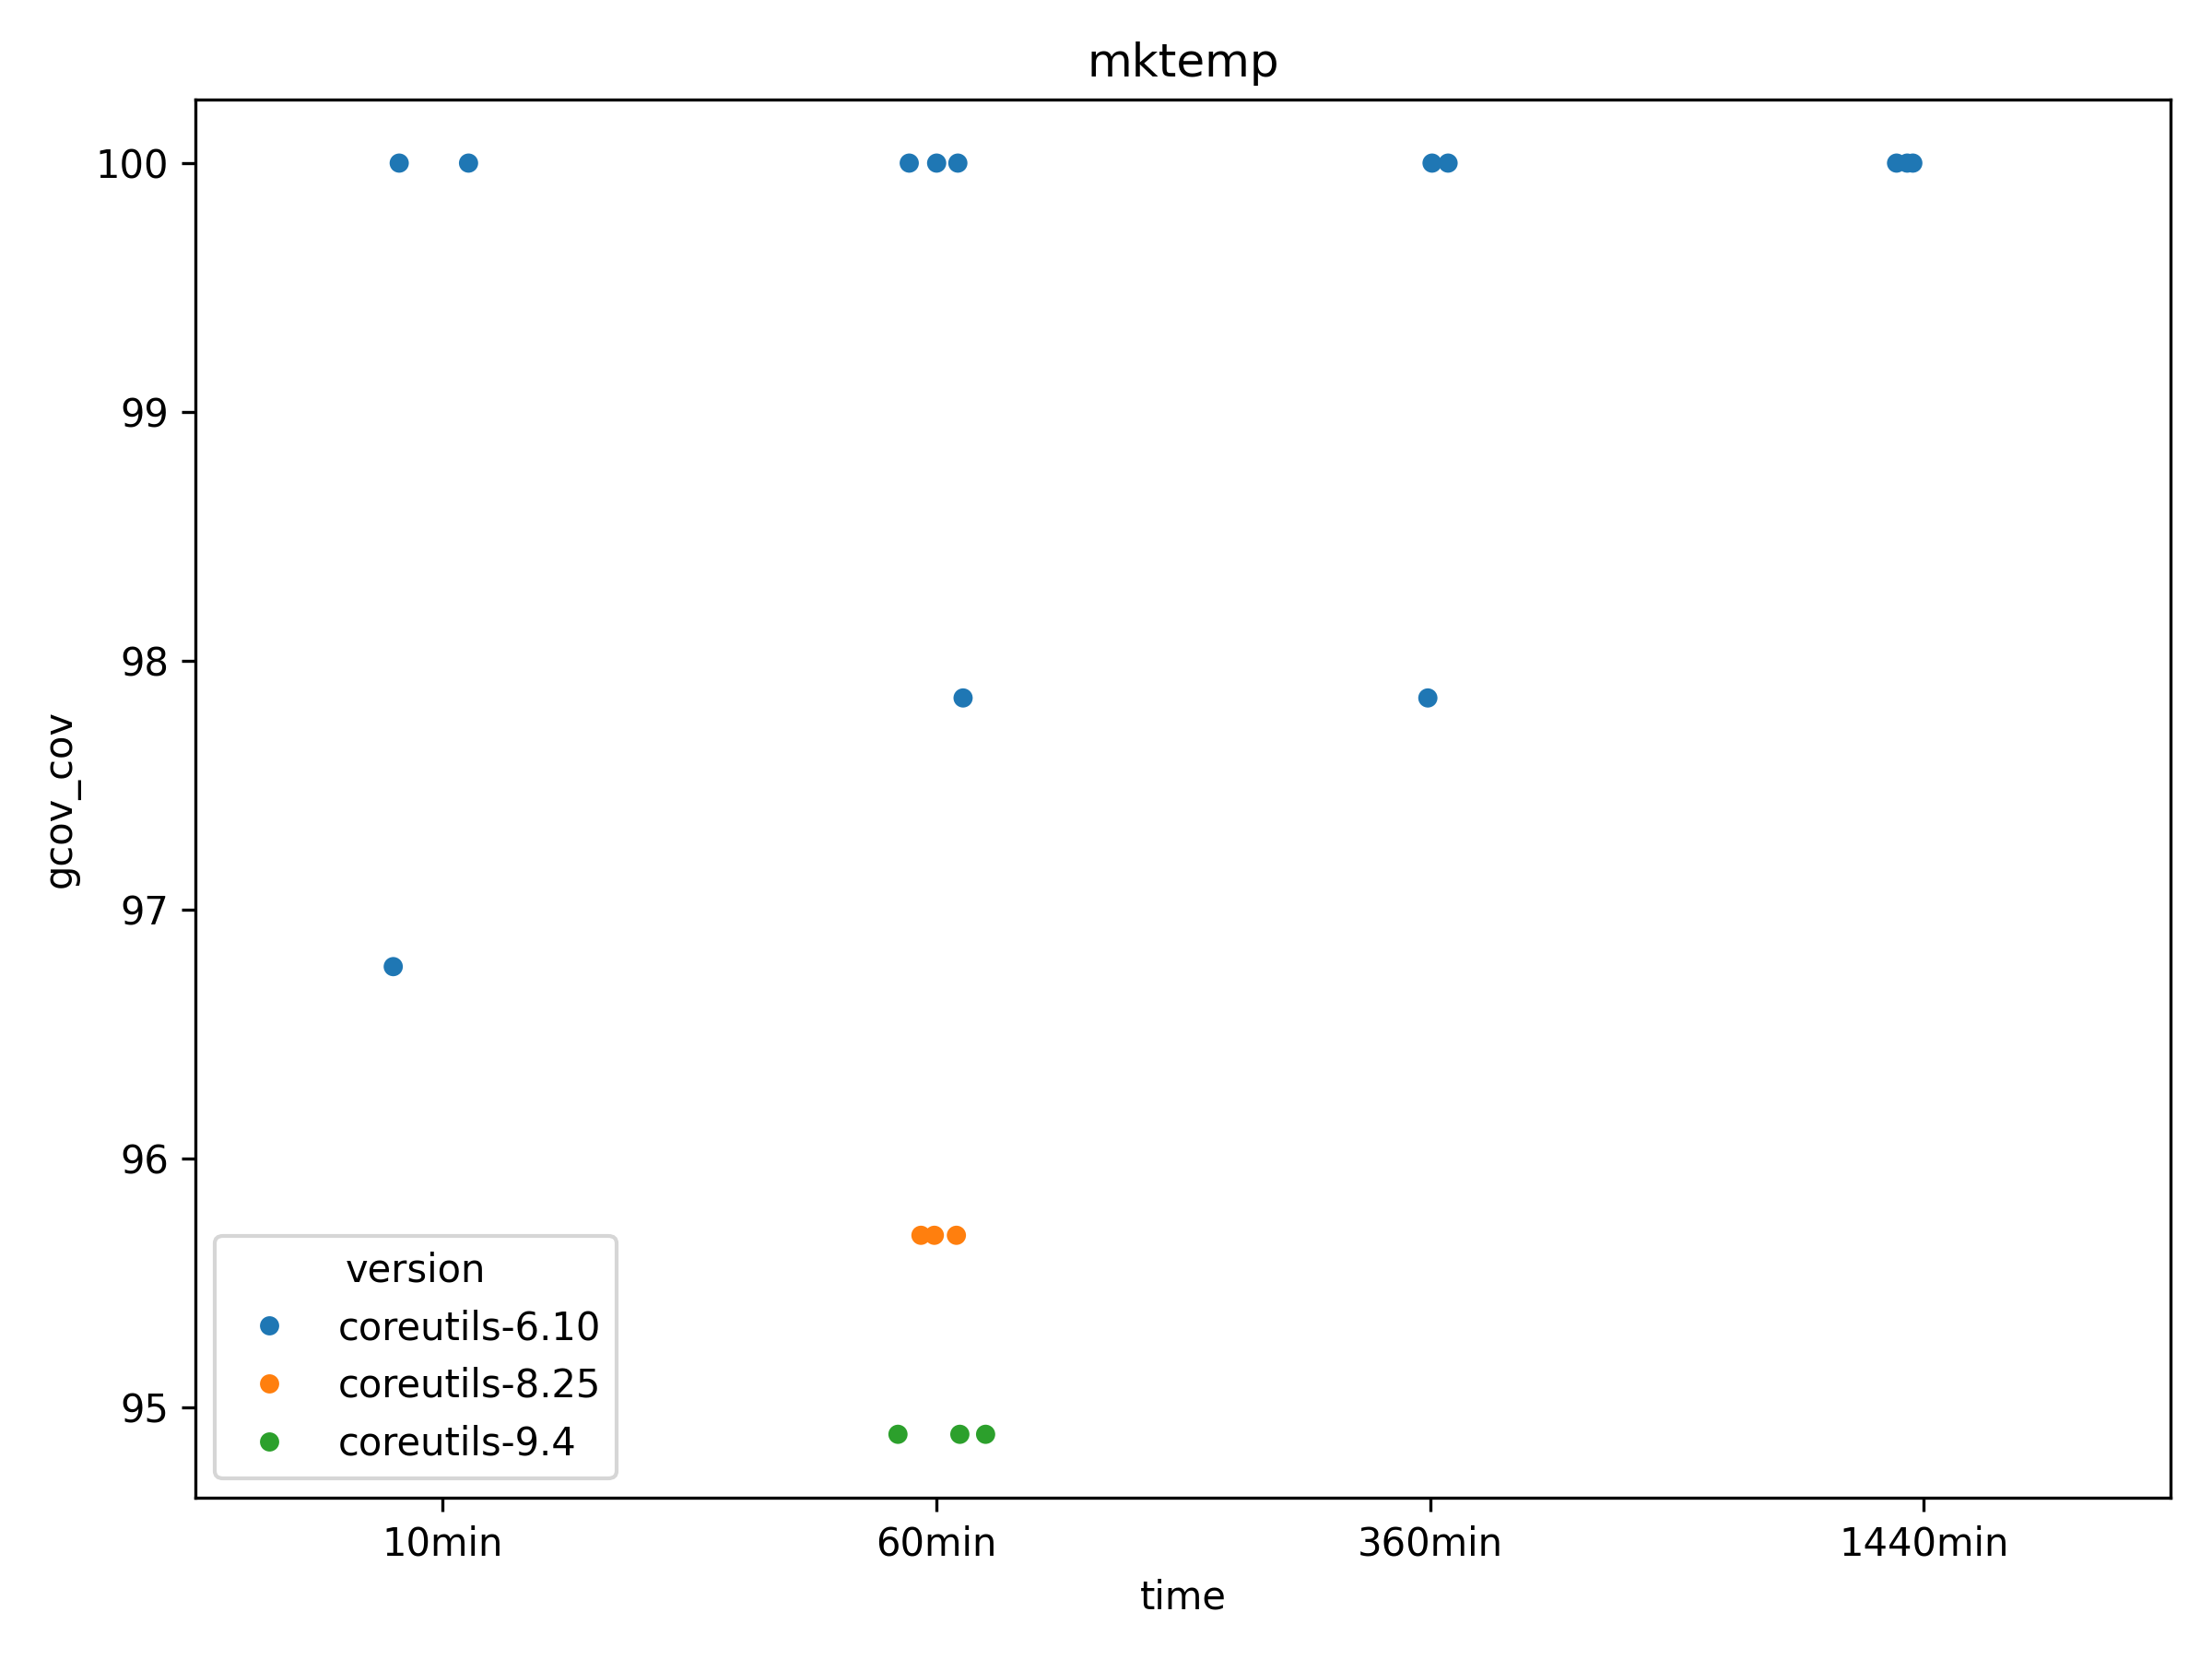 mktemp
gcov_cov
100
99
98
97
96
95
version
coreutils-6.10
coreutils-8.25
coreutils-9.4
10min
60min
360min
1440min
time